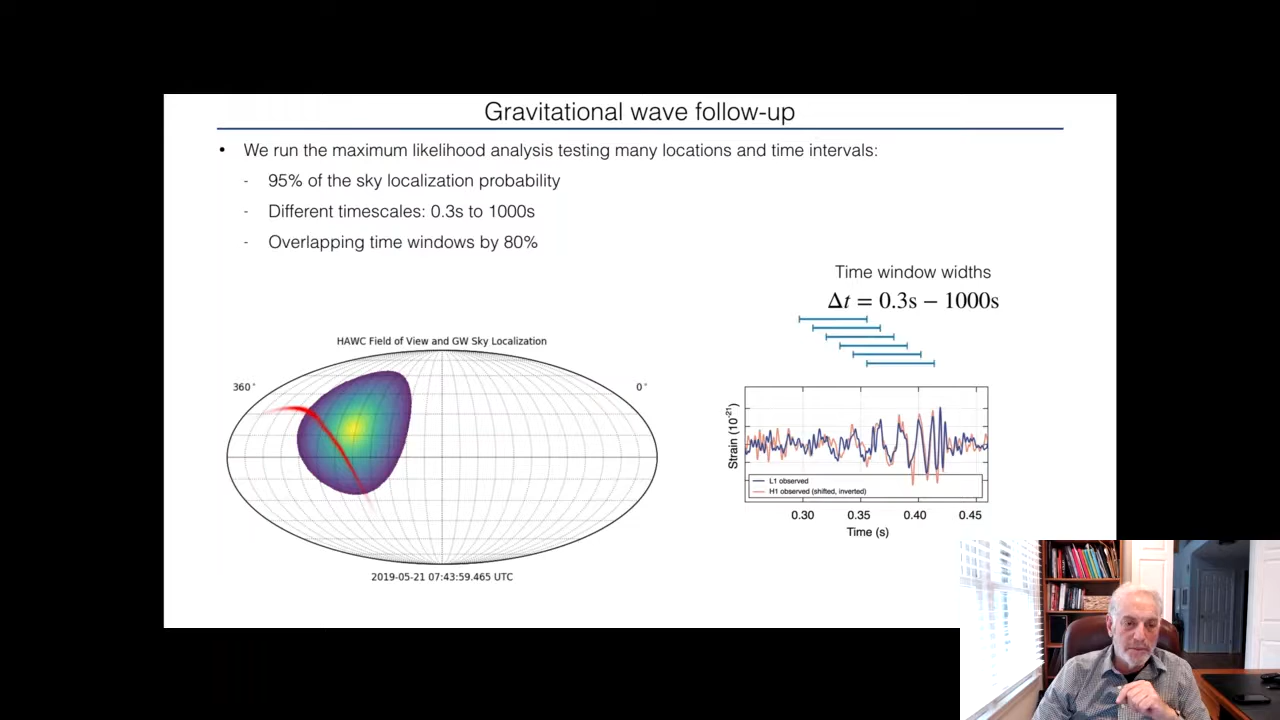 Gravitational wave follow-up
• We run the maximum likelihood analysis testing many locations and time intervals:
- 95% of the sky localization probability
- Different timescales: 0.3s to 1000s
- Overlapping time windows by 80%
Time window widths
Δt = 0.3s − 1000s
HAWC Field of View and GW Sky Localization
360°
0°
2019-05-21 07:43:59.465 UTC
Strain (10⁻²¹)
L1 observed
H1 observed (shifted, inverted)
0.30 0.35 0.40 0.45
Time (s)